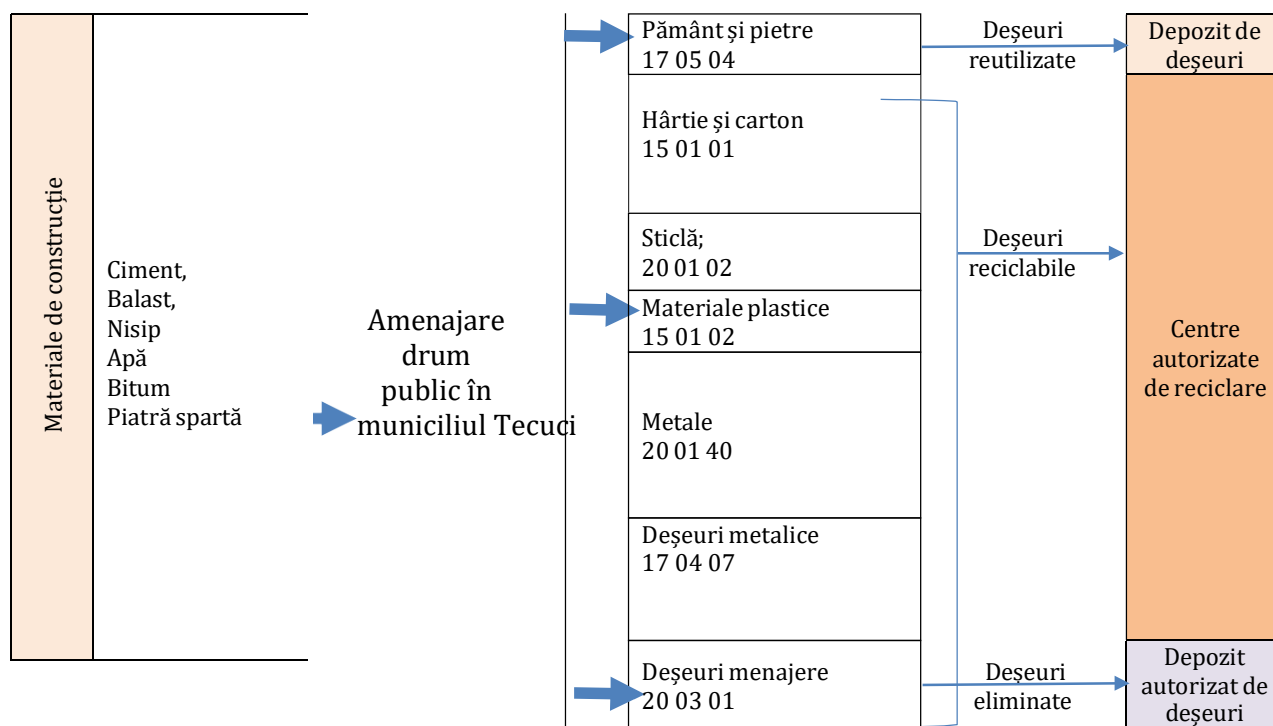 Materiale de construcție
Ciment,
Balast,
Nisip
Apă
Bitum
Piatră spartă
Amenajare
drum
public în
municiliul Tecuci
Pământ și pietre
17 05 04
Hârtie și carton
15 01 01
Sticlă;
20 01 02
Materiale plastice
15 01 02
Metale
20 01 40
Deșeuri metalice
17 04 07
Deșeuri menajere
20 03 01
Deșeuri
reutilizate
Deșeuri
reciclabile
Deșeuri
eliminate
Depozit de
deșeuri
Centre
autorizate
de reciclare
Depozit
autorizat de
deșeuri